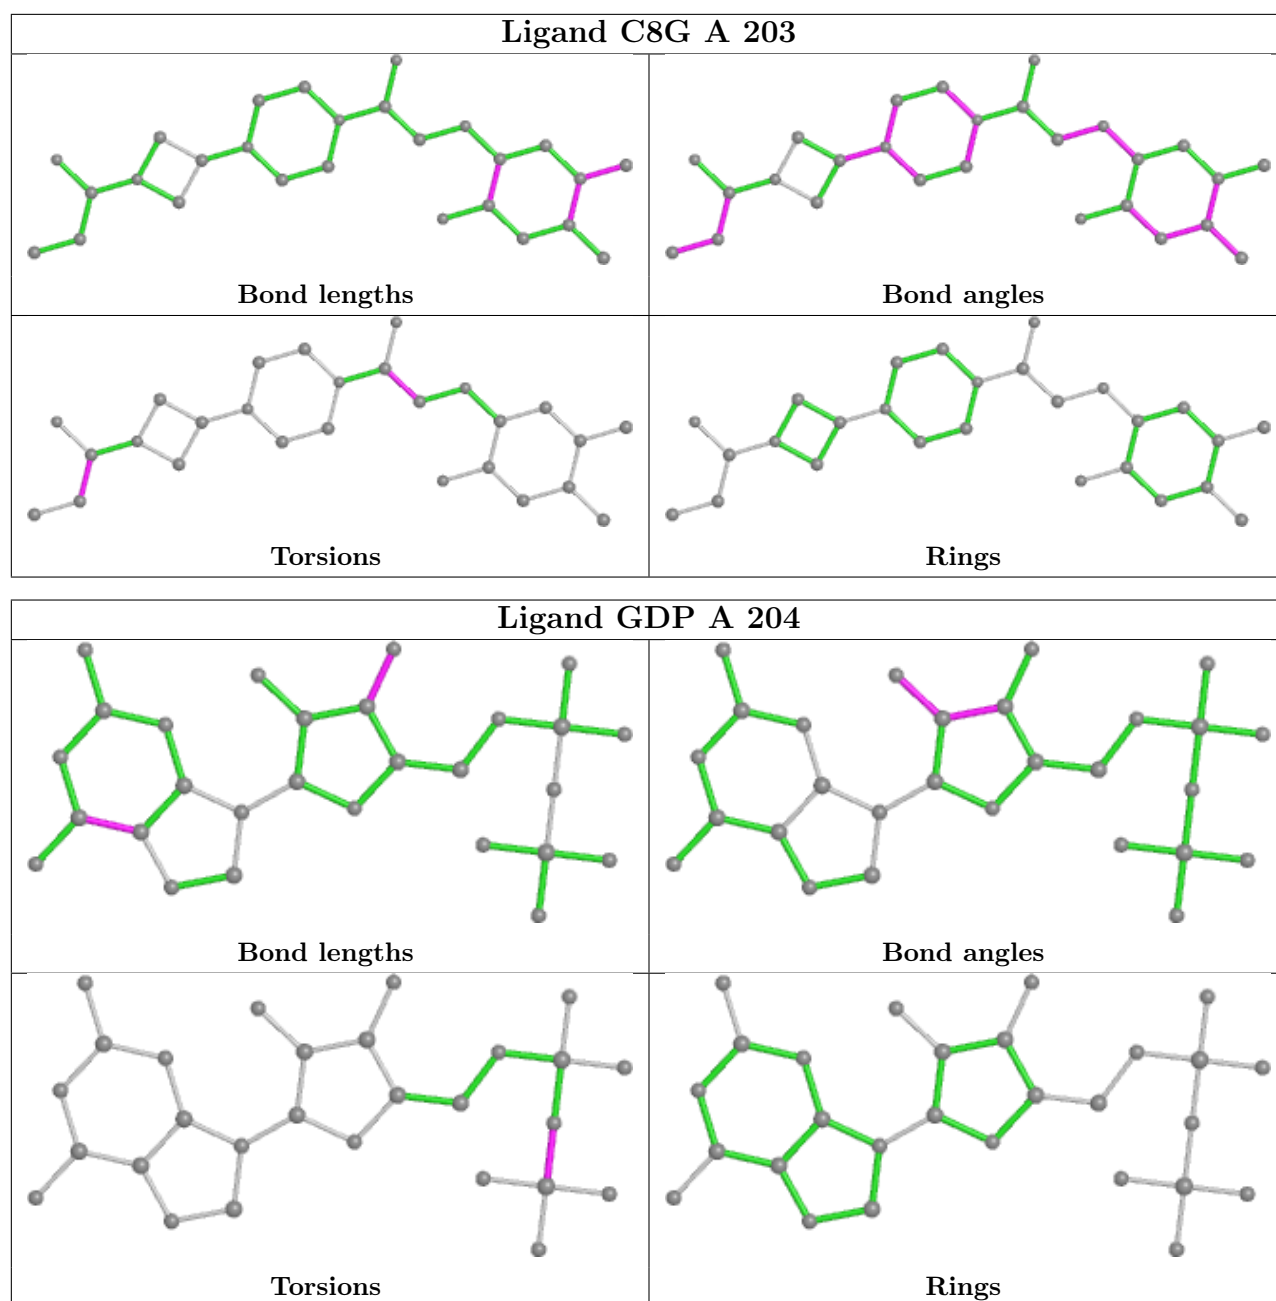 Ligand C8G A 203
Bond lengths
Bond angles
Torsions
Rings
Ligand GDP A 204
Bond lengths
Bond angles
Torsions
Rings